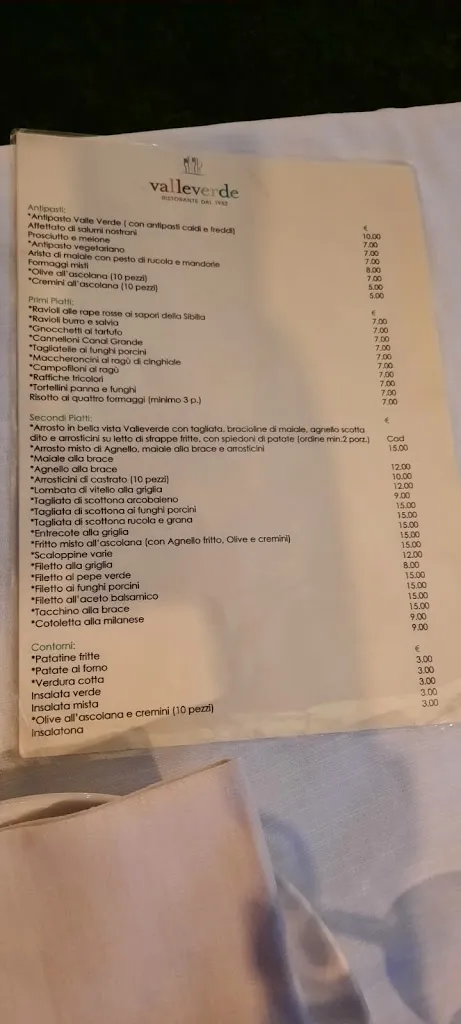 valleverde
RISTORANTE DAL 1982
Antipasti: €
*Antipasto Valle Verde ( con antipasti caldi e freddi) 10.00
Affettato di salumi nostrani 7.00
Prosciutto e melone 7.00
*Antipasto vegetariano 7.00
Arista di maiale con pesto di rucola e mandorle 8.00
Formaggi misti 7.00
*Olive all'ascolana (10 pezzi) 5.00
*Cremini all'ascolana (10 pezzi) 5.00
Primi Piatti: €
*Ravioli alle rape rosse ai sapori della Sibilla 7.00
*Ravioli burro e salvia 7.00
*Gnocchetti al tartufo 7.00
*Cannelloni Canal Grande 7.00
*Tagliatelle ai funghi porcini 7.00
*Maccheroncini al ragù di cinghiale 7.00
*Campofiloni al ragù 7.00
*Raffiche tricolori 7.00
*Tortellini panna e funghi 7.00
Risotto ai quattro formaggi (minimo 3 p.)
Secondi Piatti: €
*Arrosto in bella vista Valleverde con tagliata, bracioline di maiale, agnello scotta
dito e arrosticini su letto di strappe fritte, con spiedoni di patate (ordine min.2 porz.) Cad 15.00
*Arrosto misto di Agnello, maiale alla brace e arrosticini 12.00
*Maiale alla brace 10.00
*Agnello alla brace 12.00
*Arrosticini di castrato (10 pezzi) 9.00
*Lombata di vitello alla griglia 15.00
*Tagliata di scottona arcobaleno 15.00
*Tagliata di scottona ai funghi porcini 15.00
*Tagliata di scottona rucola e grana 15.00
*Entrecote alla griglia 15.00
*Fritto misto all'ascolana (con Agnello fritto, Olive e cremini) 12.00
*Scaloppine varie 8.00
*Filetto alla griglia 15.00
*Filetto al pepe verde 15.00
*Filetto ai funghi porcini 15.00
*Filetto all'aceto balsamico 15.00
*Tacchino alla brace 9.00
*Cotoletta alla milanese 9.00
Contorni: €
*Patatine fritte 3.00
*Patate al forno 3.00
*Verdura cotta 3.00
Insalata verde 3.00
Insalata mista 3.00
*Olive all'ascolana e cremini (10 pezzi)
Insalatona